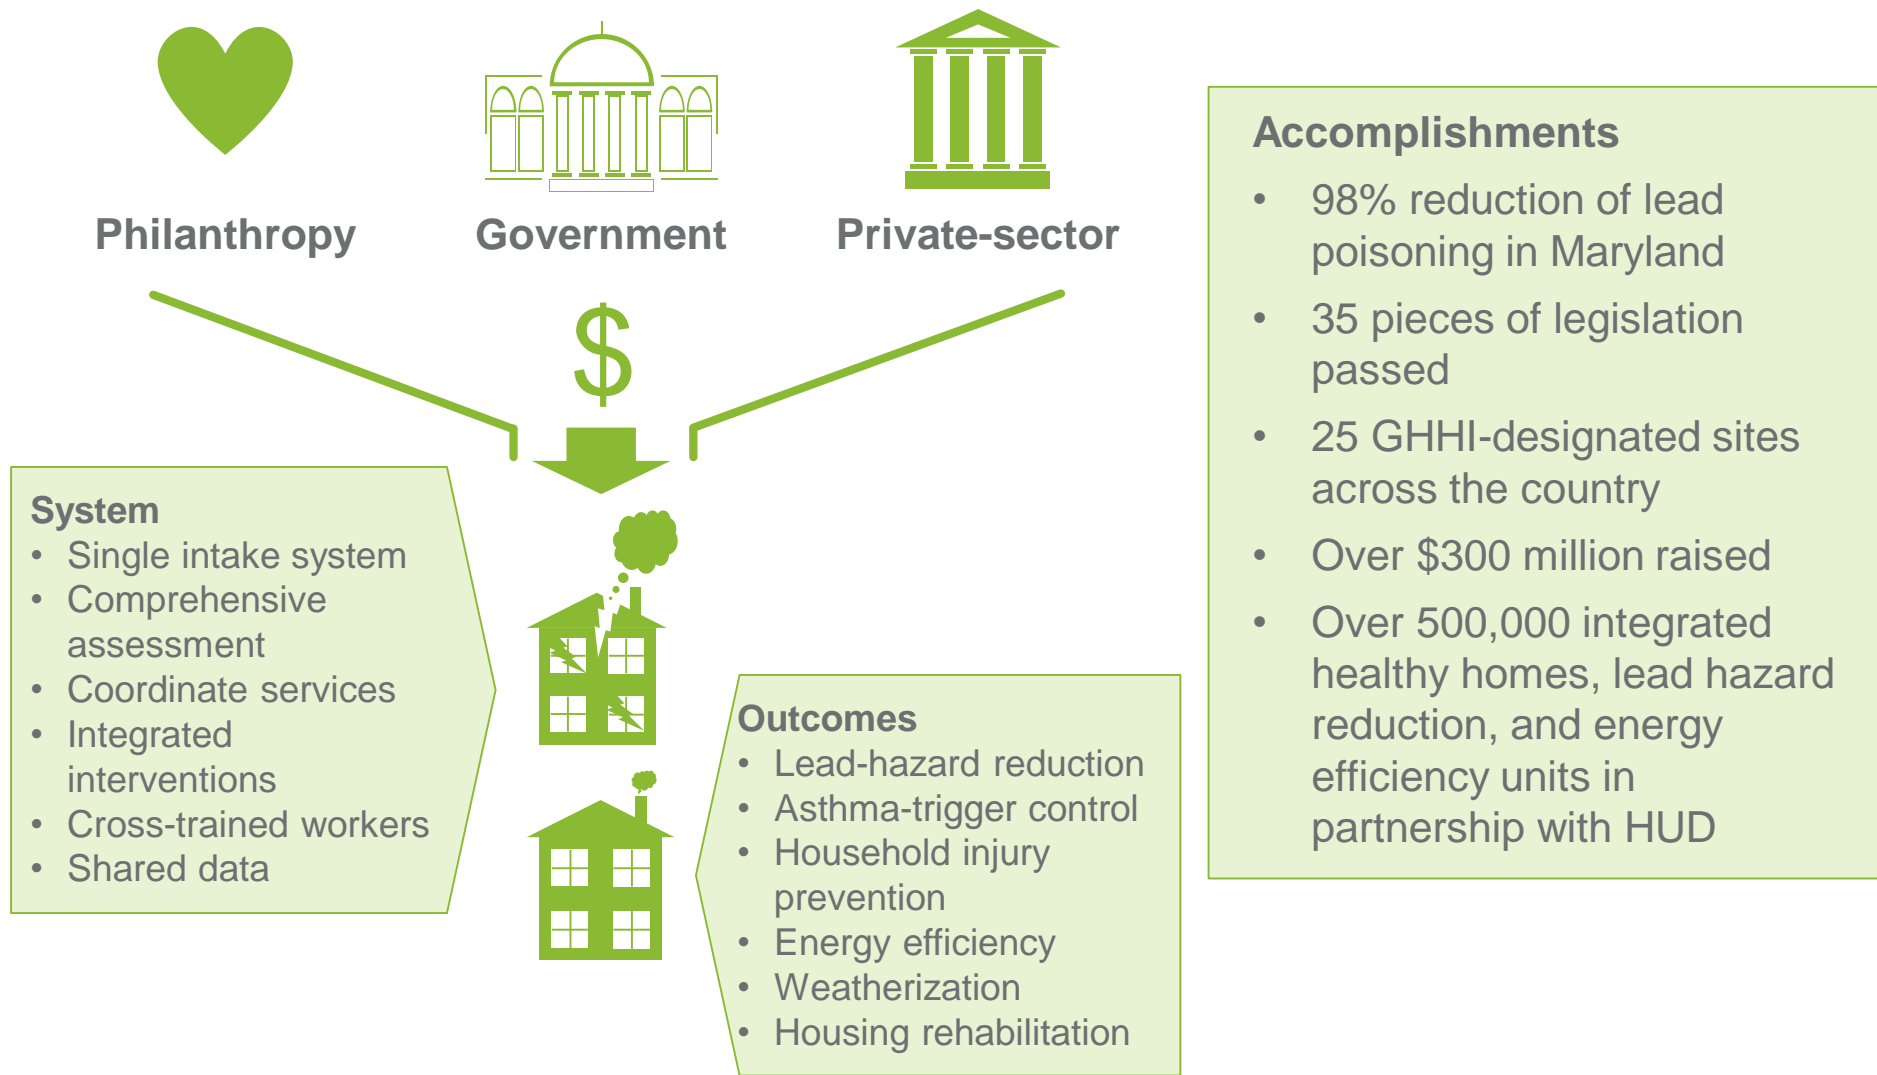 Philanthropy
Government
Private-sector
$
System
• Single intake system
• Comprehensive
assessment
• Coordinate services
• Integrated
interventions
• Cross-trained workers
• Shared data
Outcomes
• Lead-hazard reduction
• Asthma-trigger control
• Household injury
prevention
• Energy efficiency
• Weatherization
• Housing rehabilitation
Accomplishments
• 98% reduction of lead
poisoning in Maryland
• 35 pieces of legislation
passed
• 25 GHHI-designated sites
across the country
• Over $300 million raised
• Over 500,000 integrated
healthy homes, lead hazard
reduction, and energy
efficiency units in
partnership with HUD